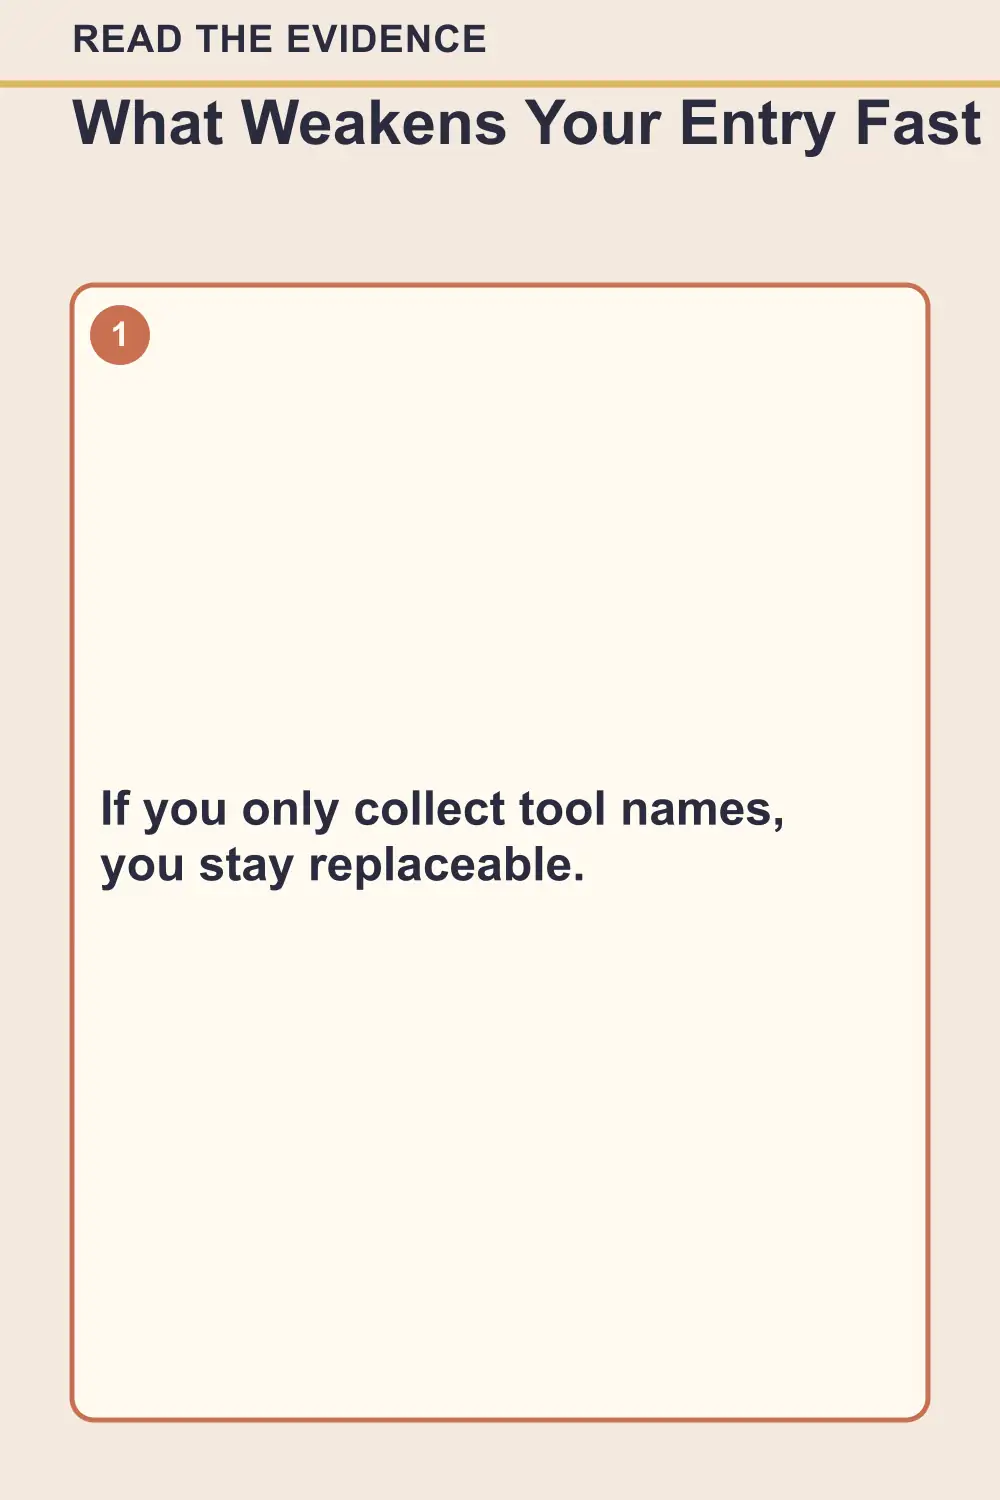 READ THE EVIDENCE
What Weakens Your Entry Fast
1
If you only collect tool names,
you stay replaceable.